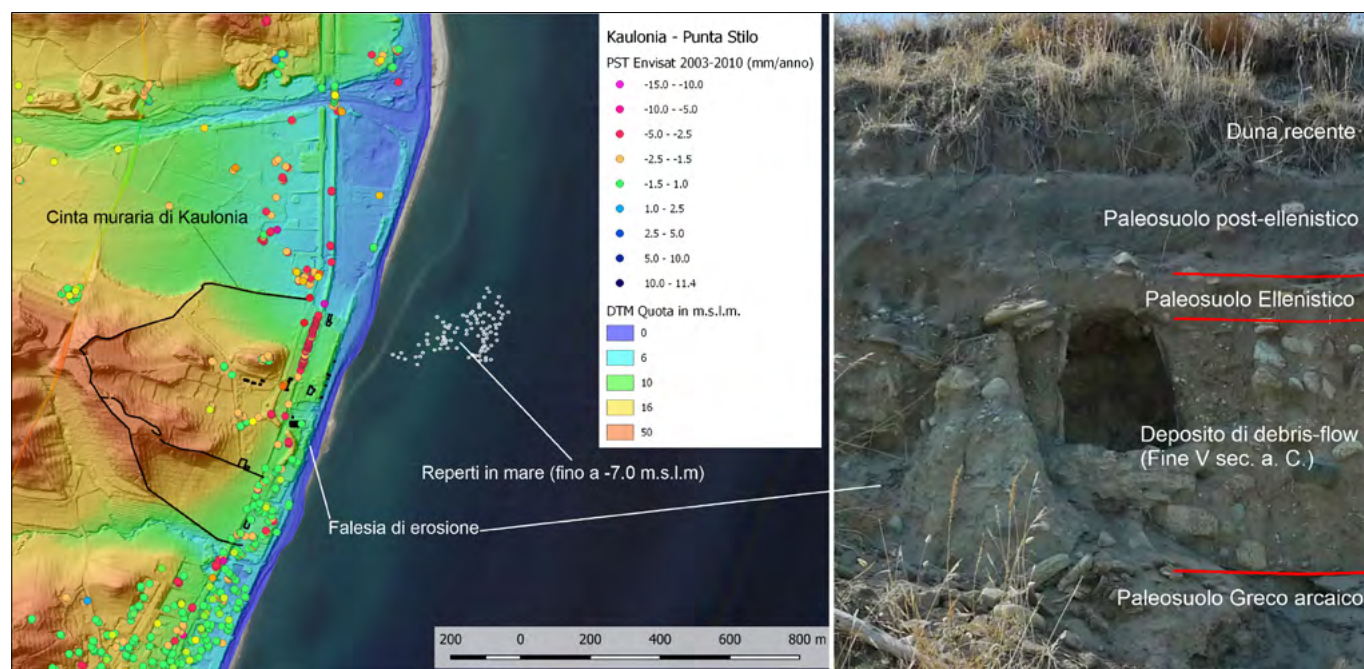 Kaulonia - Punta Stilo
PST Envisat 2003-2010 (mm/anno)
-15.0 - -10.0
-10.0 - -5.0
-5.0 - -2.5
-2.5 - -1.5
-1.5 - 1.0
1.0 - 2.5
2.5 - 5.0
5.0 - 10.0
10.0 - 11.4
DTM Quota in m.s.l.m.
0
6
10
16
50
Cinta muraria di Kaulonia
Reperti in mare (fino a -7.0 m.s.l.m)
Falesia di erosione
200 0 200 400 600 800 m
Duna recente
Paleosuolo post-ellenistico
Paleosuolo Ellenistico
Deposito di debris-flow
(Fine V sec. a. C.)
Paleosuolo Greco arcaico